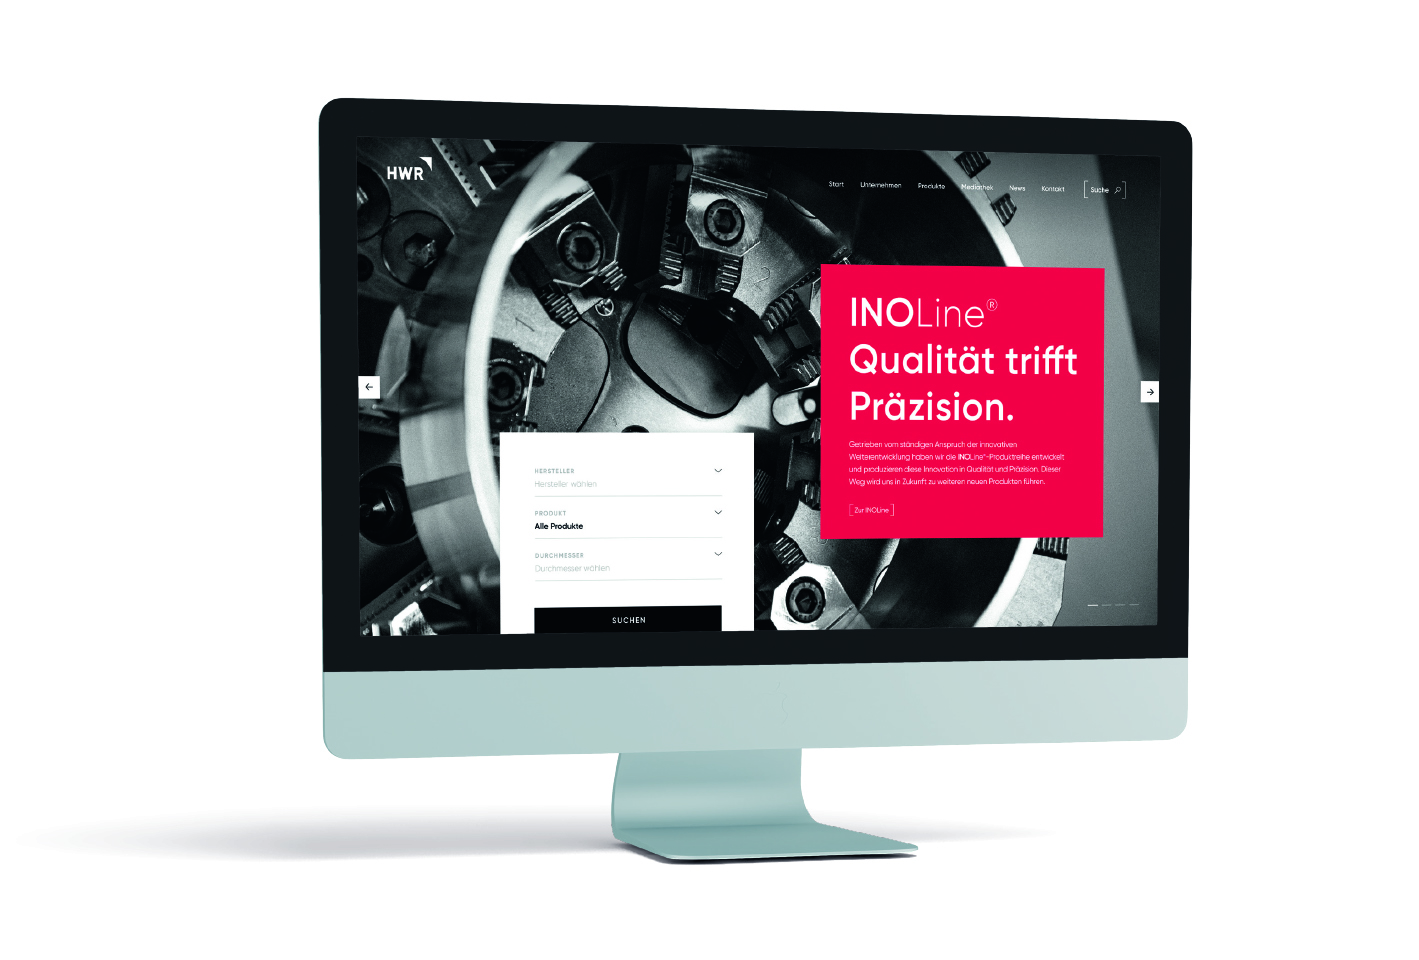 HWR
Start Unternehmen Produkte Mediathek News Kontakt Suche
INOLine®
Qualität trifft
Präzision.
Getrieben vom ständigen Anspruch der innovativen
Weiterentwicklung haben wir die INOLine®-Produktreihe entwickelt
und produzieren diese Innovation in Qualität und Präzision. Dieser
Weg wird uns in Zukunft zu weiteren neuen Produkten führen.
Zur INOLine
HERSTELLER
Hersteller wählen
PRODUKT
Alle Produkte
DURCHMESSER
Durchmesser wählen
SUCHEN